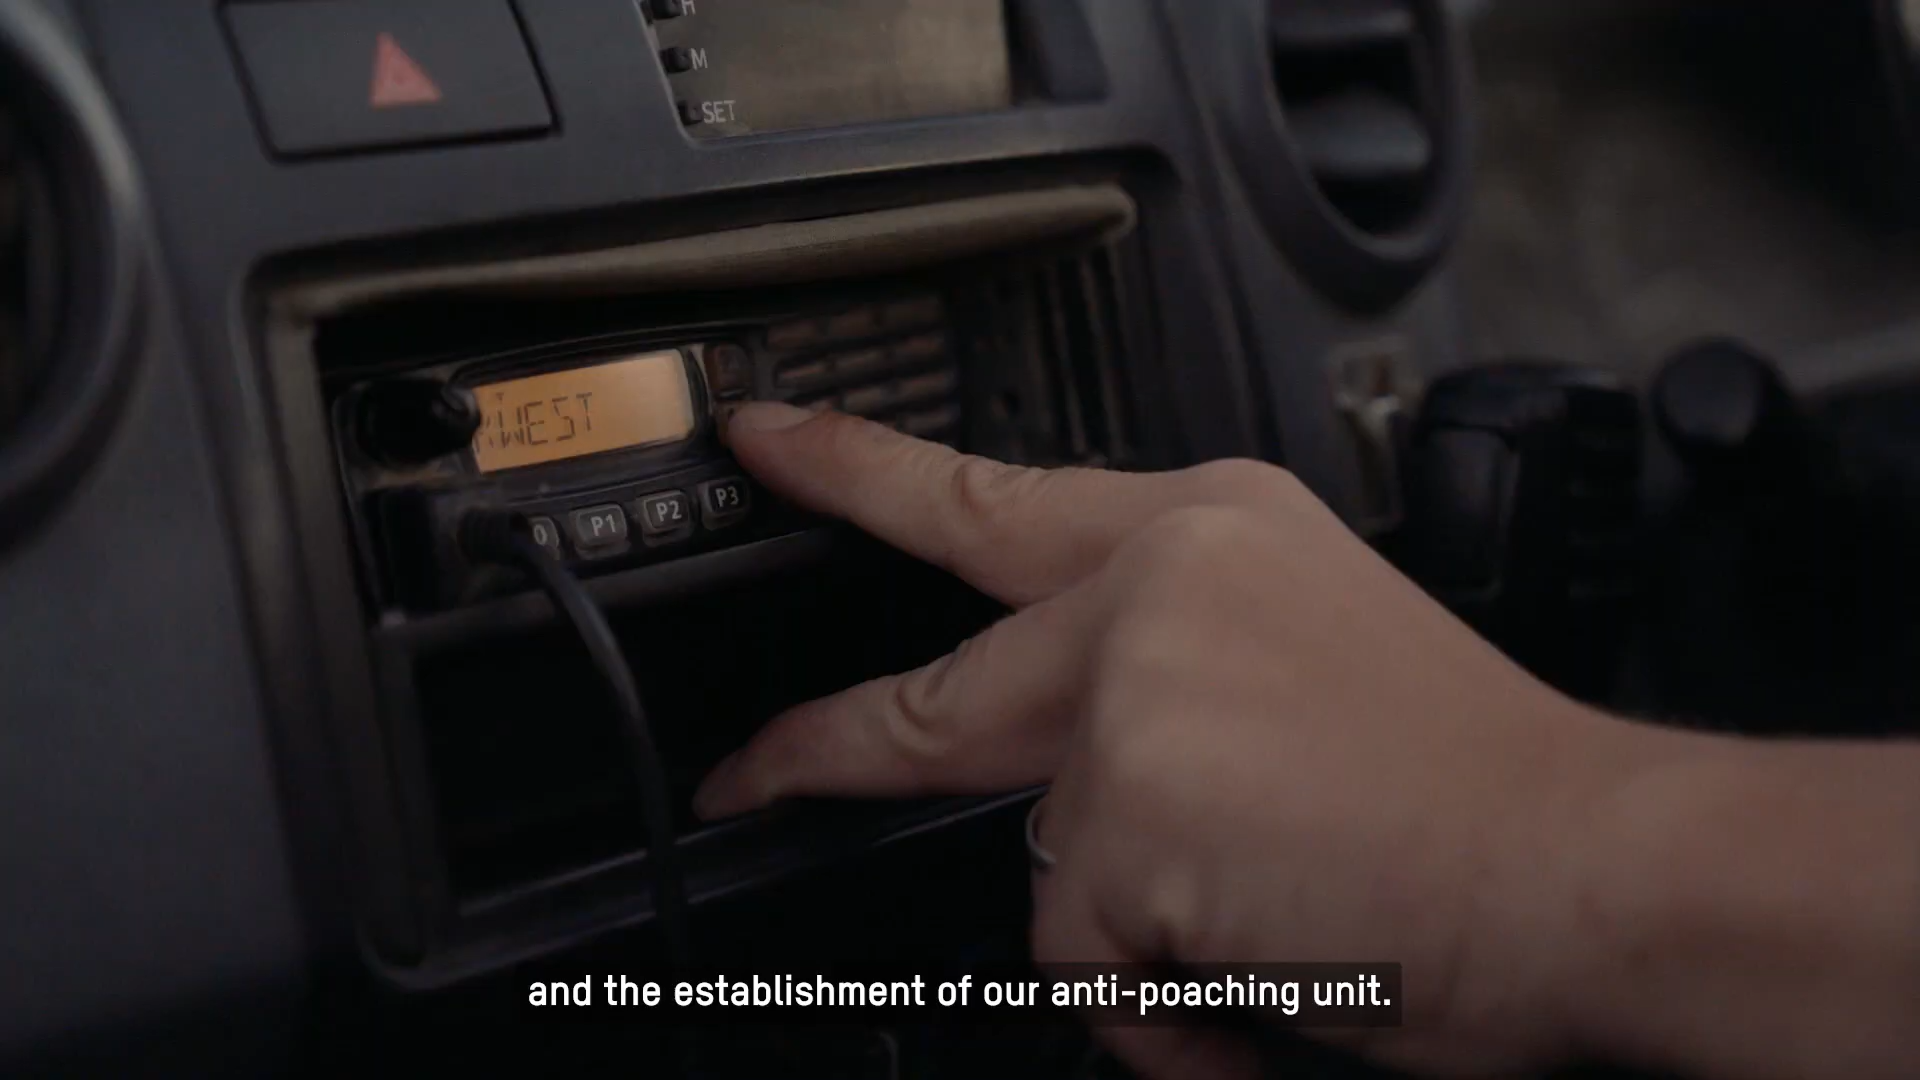 H
M
SET
WEST
P1
P2
P3
and the establishment of our anti-poaching unit.